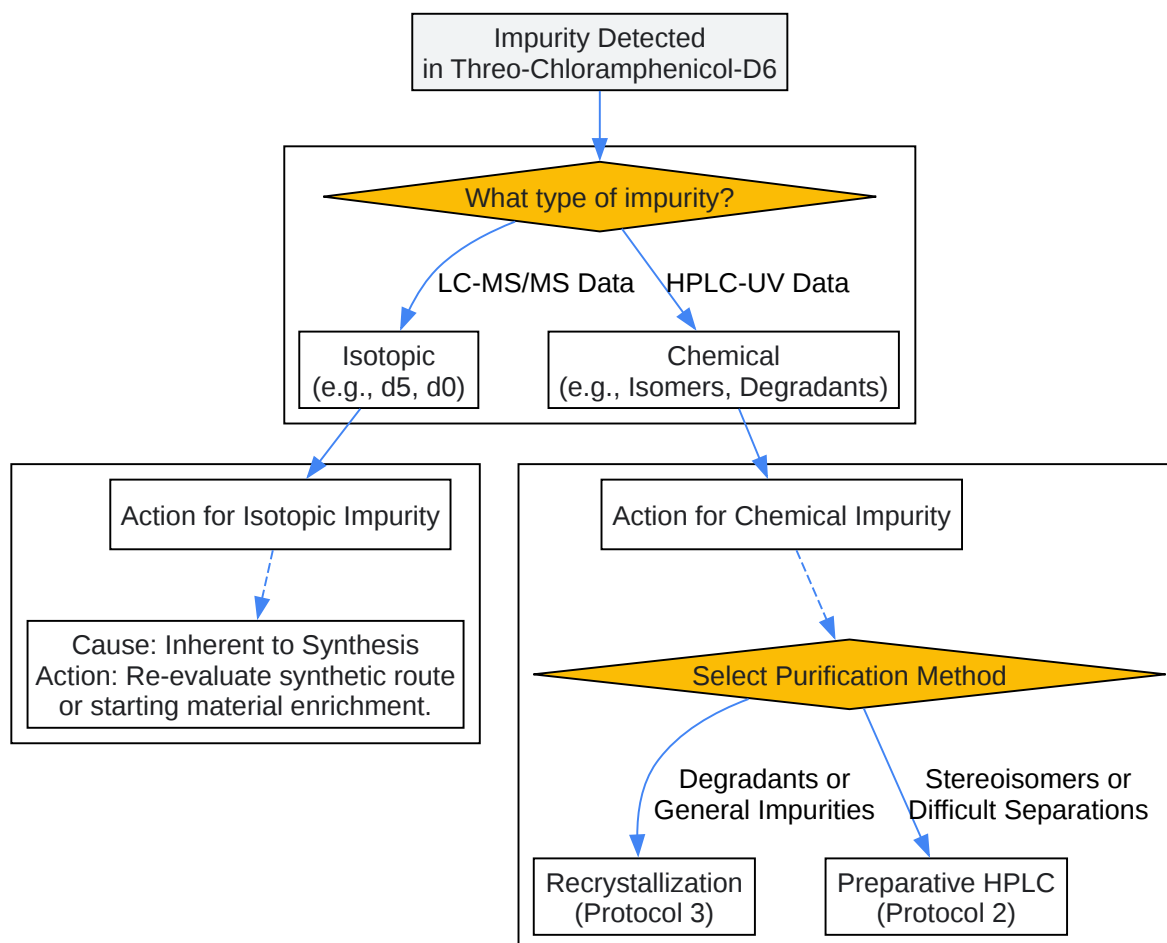 Impurity Detected
in Threo-Chloramphenicol-D6
What type of impurity?
LC-MS/MS Data
HPLC-UV Data
Isotopic
(e.g., d5, d0)
Chemical
(e.g., Isomers, Degradants)
Action for Isotopic Impurity
Action for Chemical Impurity
Cause: Inherent to Synthesis
Action: Re-evaluate synthetic route
or starting material enrichment.
Select Purification Method
Degradants or
General Impurities
Stereoisomers or
Difficult Separations
Recrystallization
(Protocol 3)
Preparative HPLC
(Protocol 2)